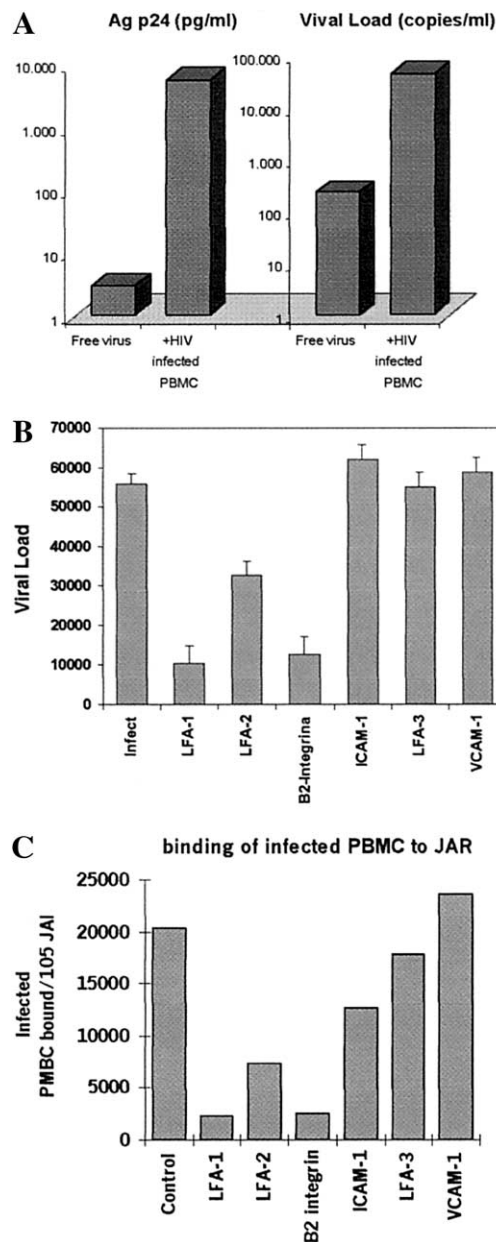 A
Ag p24 (pg/ml)
Vival Load (copies/ml)
10.000
1.000
100
10
1
100.000
1.000
100
10
1
Free virus
+HIV
infected
PBMC
Free virus
+HIV
infected
PBMC
B
Viral Load
70000
60000
50000
40000
30000
20000
10000
0
Infect
LFA-1
LFA-2
B2-Integrina
ICAM-1
LFA-3
VCAM-1
C
binding of infected PBMC to JAR
Infected
PMBC bound/105 JAI
25000
20000
15000
10000
5000
0
Control
LFA-1
LFA-2
B2 integrin
ICAM-1
LFA-3
VCAM-1